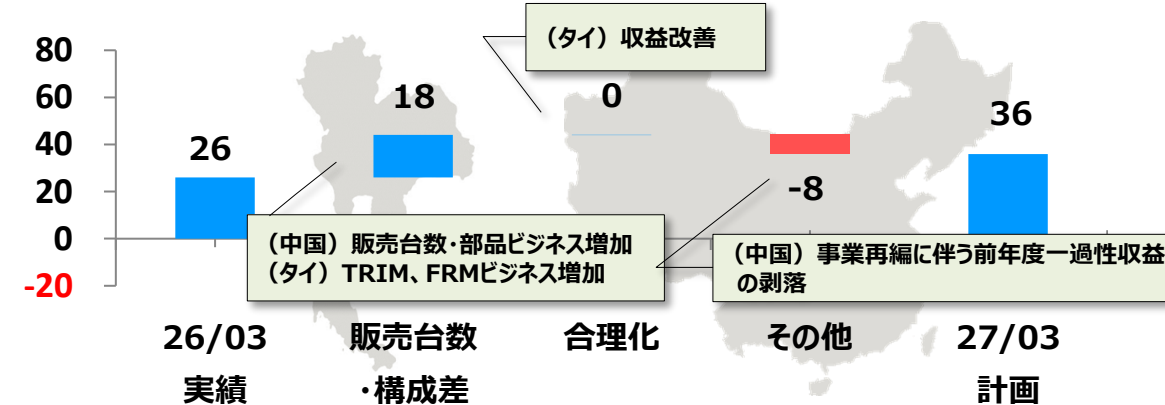 （タイ）収益改善
80
60
40
20
0
-20
26
18
0
-8
36
（中国）販売台数・部品ビジネス増加
（タイ）TRIM、FRMビジネス増加
（中国）事業再編に伴う前年度一過性収益
の剥落
26/03
実績
販売台数
・構成差
合理化
その他
27/03
計画